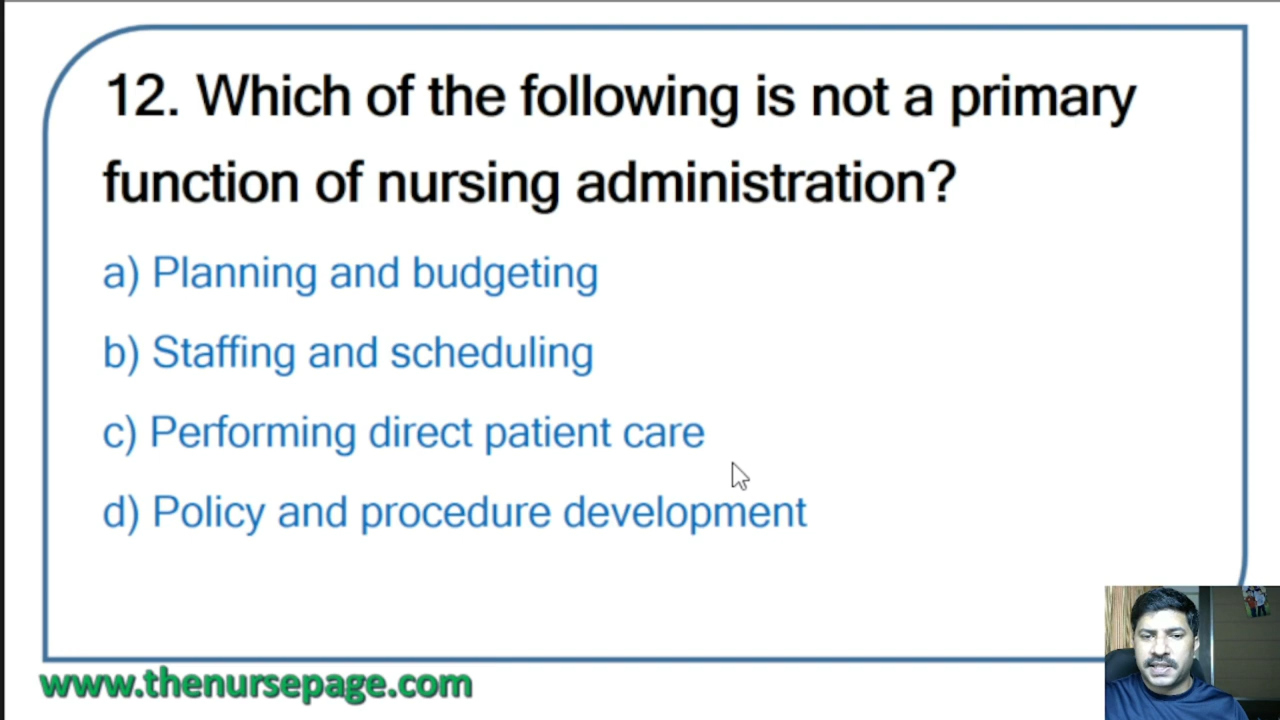 12. Which of the following is not a primary
function of nursing administration?
a) Planning and budgeting
b) Staffing and scheduling
c) Performing direct patient care
d) Policy and procedure development
www.thenursepage.com